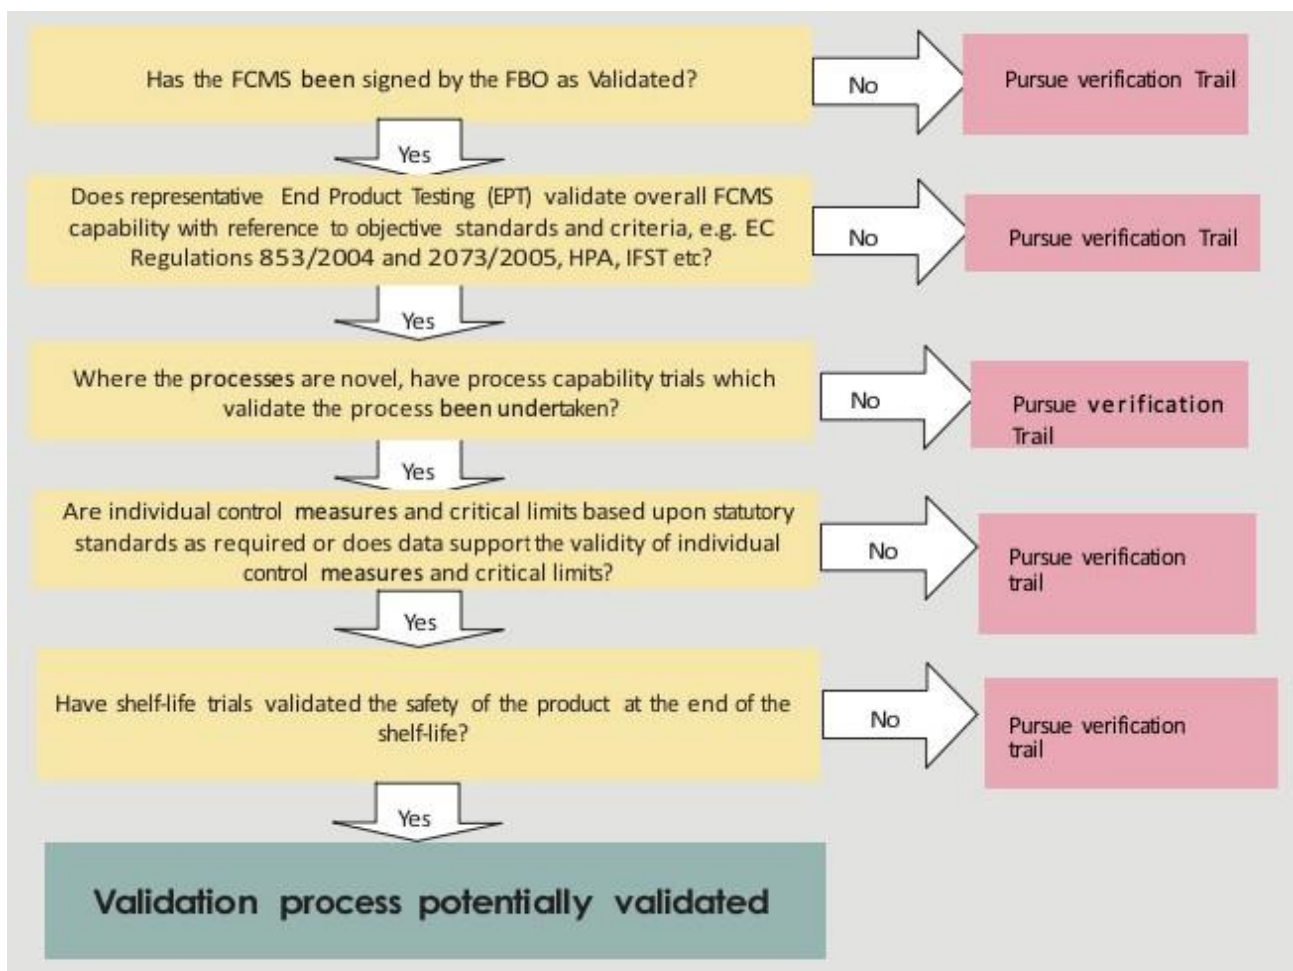 Has the FCMS been signed by the FBO as Validated?
No
Pursue verification Trail
Yes
Does representative End Product Testing (EPT) validate overall FCMS
capability with reference to objective standards and criteria, e.g. EC
Regulations 853/2004 and 2073/2005, HPA, IFST etc?
No
Pursue verification Trail
Yes
Where the processes are novel, have process capability trials which
validate the process been undertaken?
No
Pursue verification
Trail
Yes
Are individual control measures and critical limits based upon statutory
standards as required or does data support the validity of individual
control measures and critical limits?
No
Pursue verification
trail
Yes
Have shelf-life trials validated the safety of the product at the end of the
shelf-life?
No
Pursue verification
trail
Yes
Validation process potentially validated